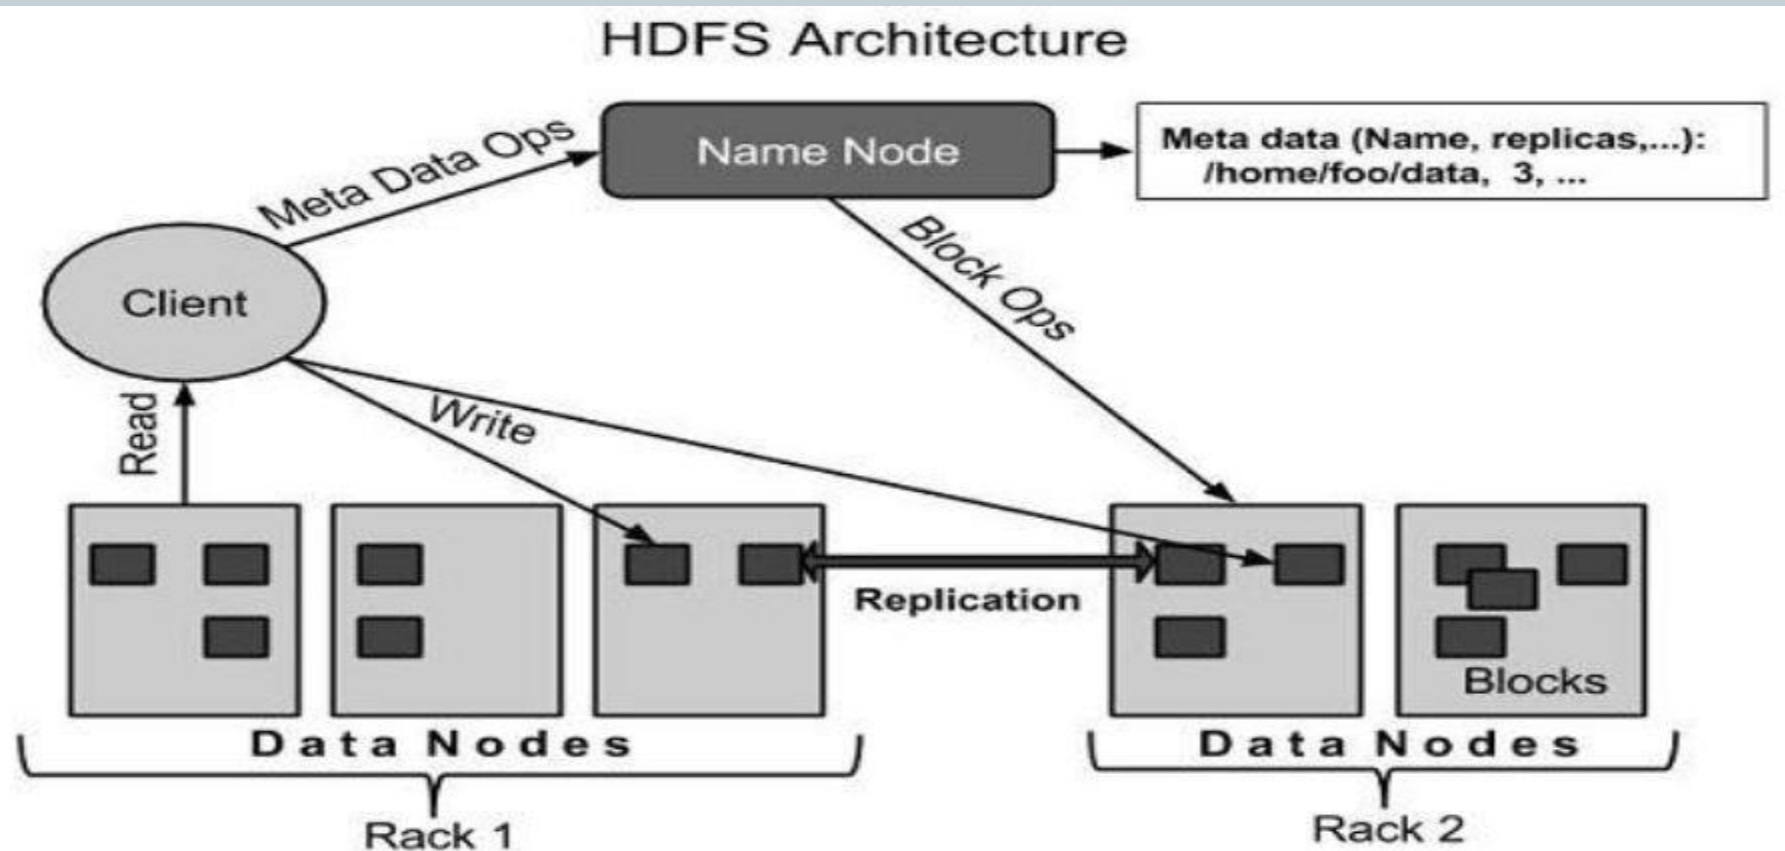 HDFS Architecture
Meta Data Ops
Name Node
Meta data (Name, replicas,...):
/home/foo/data, 3, ...
Block Ops
Client
Read
Write
Replication
Blocks
Data Nodes
Data Nodes
Rack 1
Rack 2